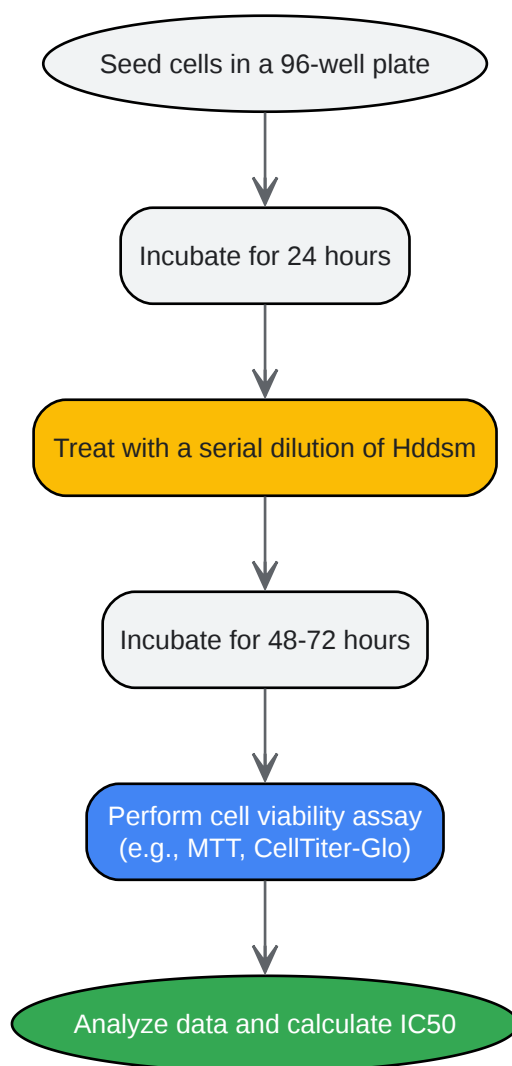 Seed cells in a 96-well plate
Incubate for 24 hours
Treat with a serial dilution of Hddsm
Incubate for 48-72 hours
Perform cell viability assay
(e.g., MTT, CellTiter-Glo)
Analyze data and calculate IC50